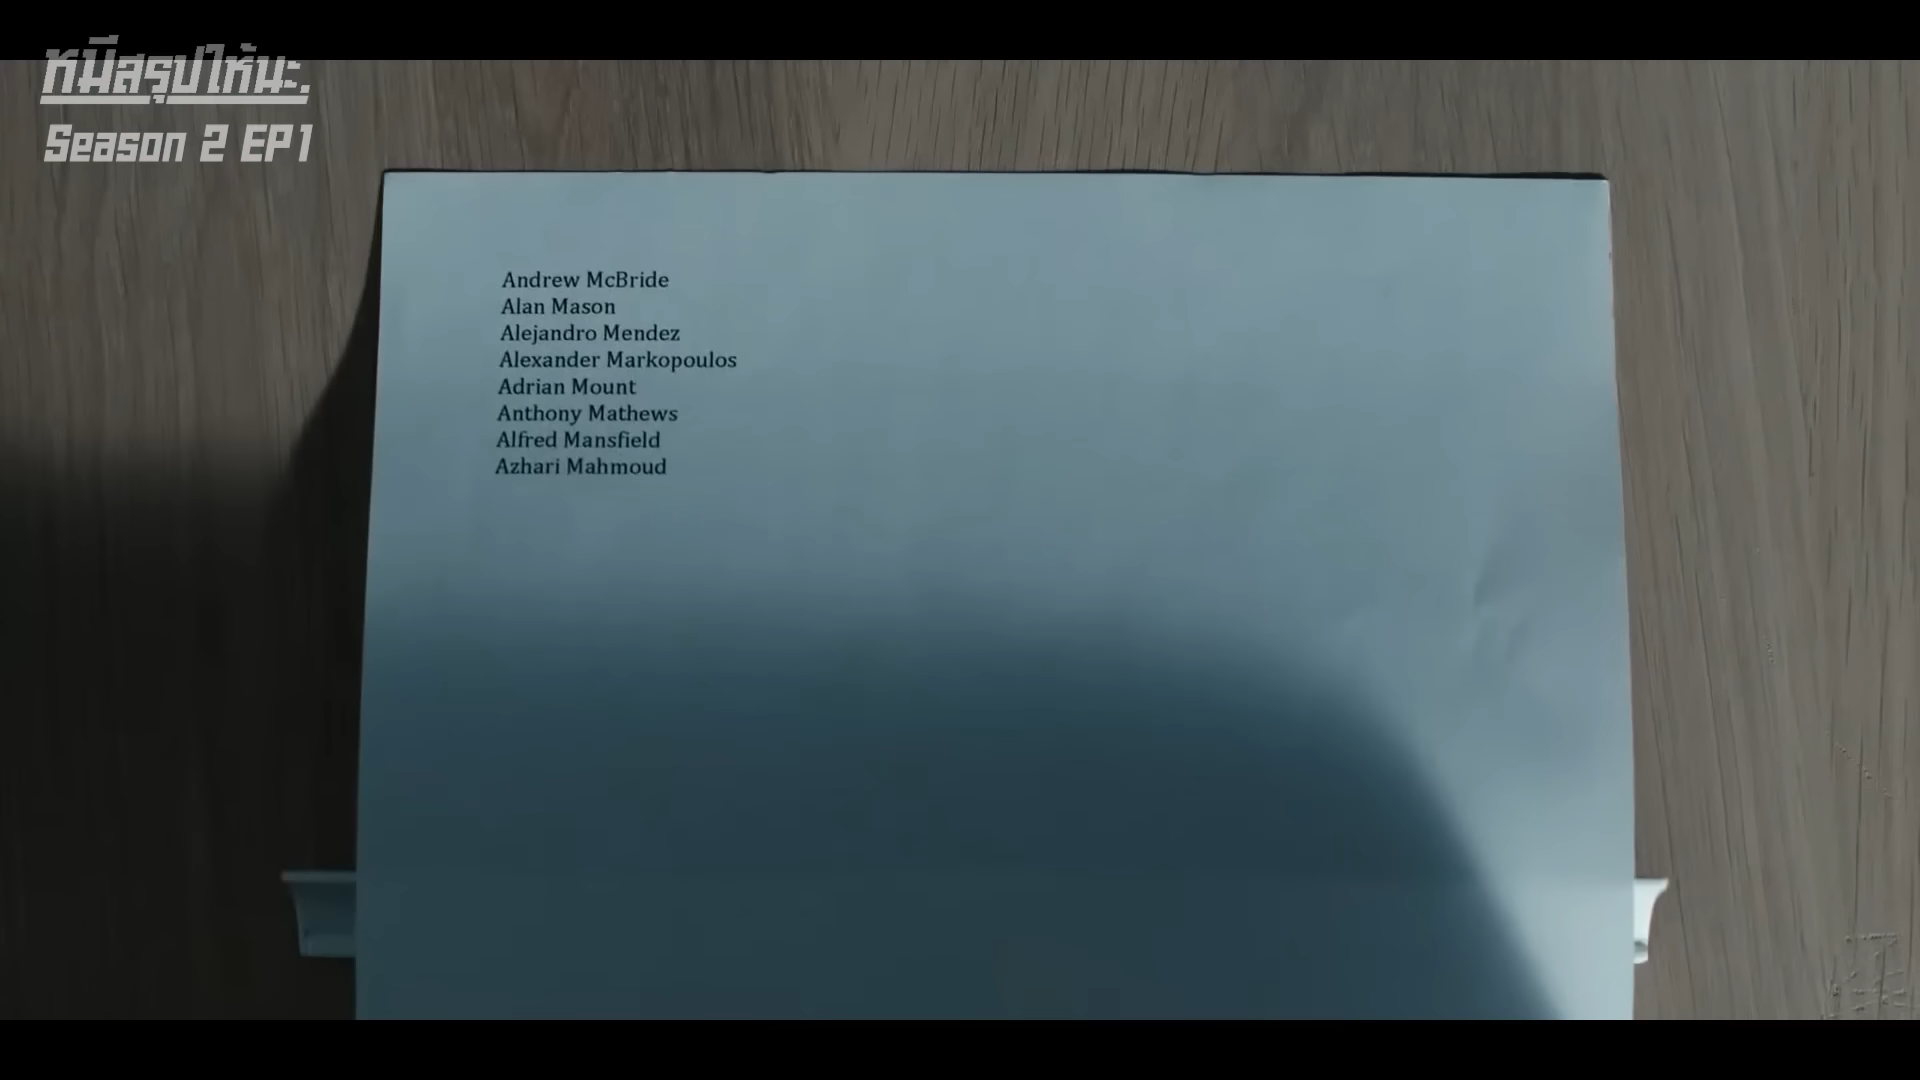 หมีสรุปให้นะ.
Season 2 EP1
Andrew McBride
Alan Mason
Alejandro Mendez
Alexander Markopoulos
Adrian Mount
Anthony Mathews
Alfred Mansfield
Azhari Mahmoud